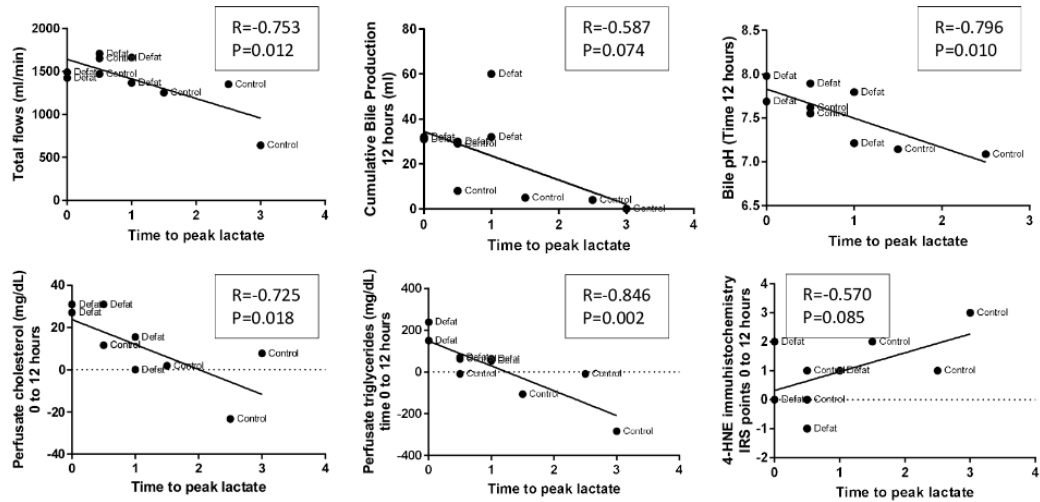 R=-0.753
P=0.012
Total flows (ml/min)
2000
1500
1000
500
0
Defat
Defat
Defat
Control
Control
Defat
Defat
Control
Control
Control
0 1 2 3 4
Time to peak lactate
R=-0.587
P=0.074
Cumulative Bile Production
12 hours (ml)
80
60
40
20
0
Defat
Defat
Defat
Defat
Defat
Control
Control
Control
Control
Control
0 1 2 3 4
Time to peak lactate
R=-0.796
P=0.010
Bile pH (Time 12 hours)
8.5
8.0
7.5
7.0
6.5
Defat
Defat
Defat
Defat
Control
Control
Defat
Control
Control
0 1 2 3
Time to peak lactate
R=-0.725
P=0.018
Perfusate cholesterol (mg/dL)
0 to 12 hours
40
20
0
-20
-40
Defat
Defat
Defat
Defat
Control
Defat
Control
Control
Control
0 1 2 3 4
Time to peak lactate
R=-0.846
P=0.002
Perfusate triglycerides (mg/dL)
time 0 to 12 hours
400
200
0
-200
-400
Defat
Defat
Defat
Defat
Control
Control
Control
Control
0 1 2 3 4
Time to peak lactate
R=-0.570
P=0.085
4-HNE immuhistochemistry
IRS points 0 to 12 hours
4
3
2
1
0
-1
2
Defat
Control
Control
Control
Defat
Control
Defat
Control
Defat
0 1 2 3 4
Time to peak lactate